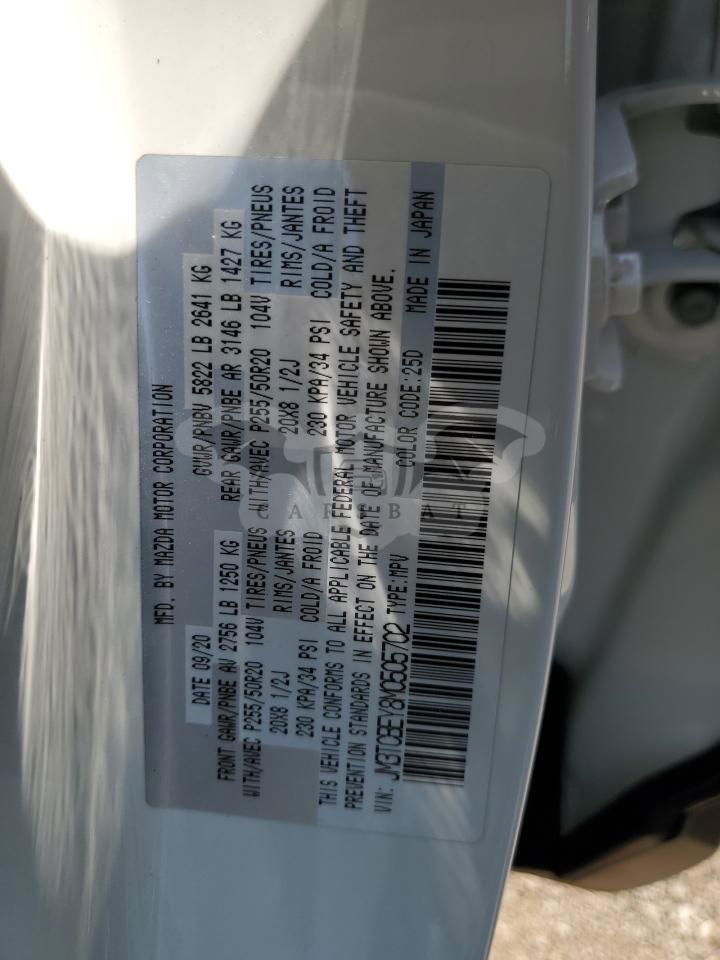 MFD. BY MAZDA MOTOR CORPORATION
DATE 09/20 GVWR/PNBV 5822 LB 2641 KG
FRONT GAWR/PNBE AV 2756 LB 1250 KG REAR GAWR/PNBE AR 3146 LB 1427 KG
WITH/AVEC P255/50R20 104V TIRES/PNEUS WITH/AVEC P255/50R20 104V TIRES/PNEUS
20X8 1/2J RIMS/JANTES 20X8 1/2J RIMS/JANTES
230 KPA/34 PSI COLD/A FROID 230 KPA/34 PSI COLD/A FROID
THIS VEHICLE CONFORMS TO ALL APPLICABLE FEDERAL MOTOR VEHICLE SAFETY AND THEFT
PREVENTION STANDARDS IN EFFECT ON THE DATE OF MANUFACTURE SHOWN ABOVE.
VIN: JM3TCBEY8M0505702 TYPE:MPV COLOR CODE:25D MADE IN JAPAN
CARSBAT